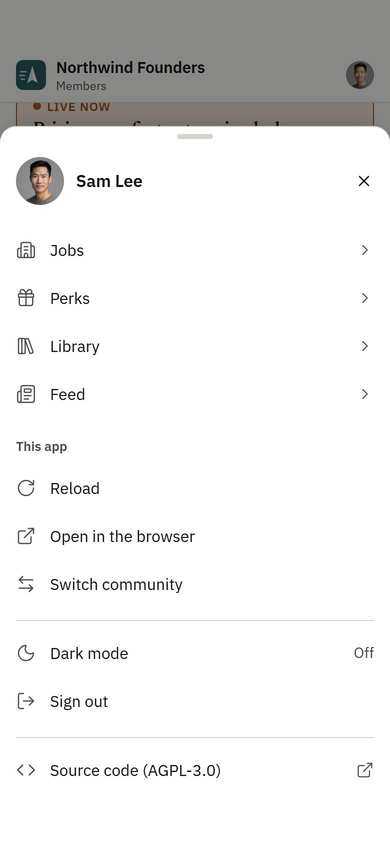 Northwind Founders
Members
LIVE NOW
Sam Lee
Jobs
Perks
Library
Feed
This app
Reload
Open in the browser
Switch community
Dark mode
Off
Sign out
Source code (AGPL-3.0)